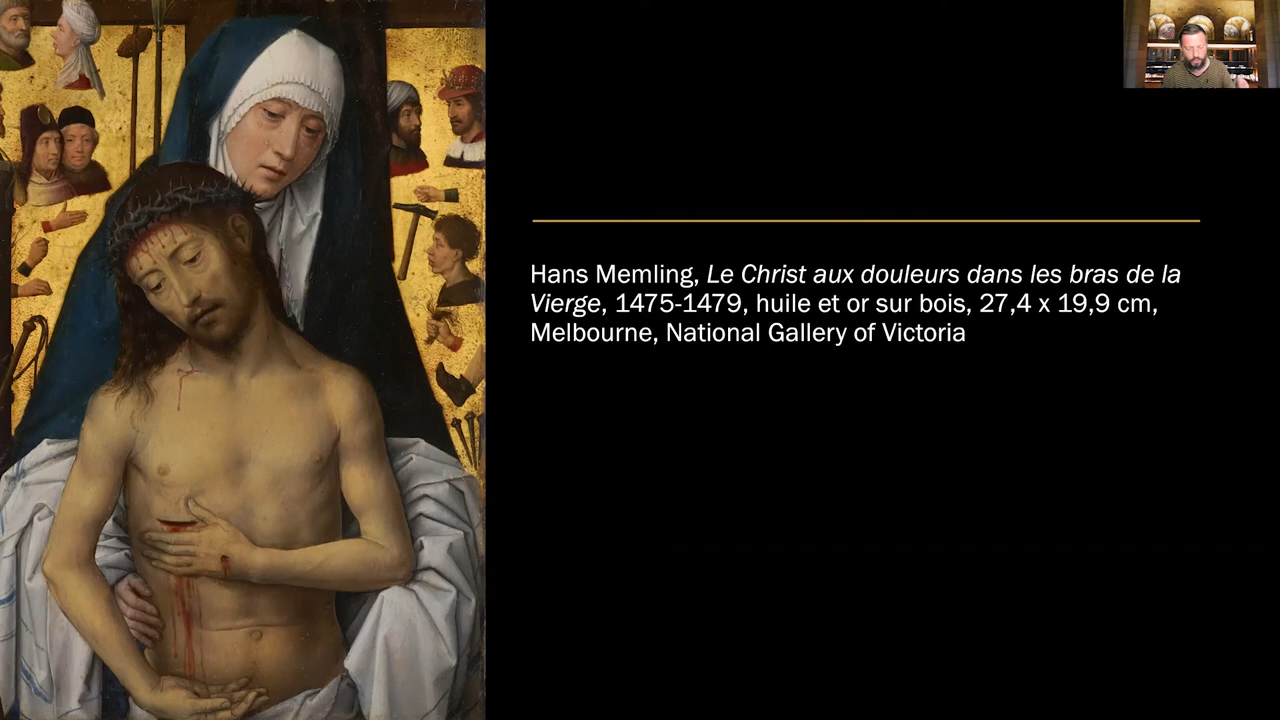 Hans Memling, Le Christ aux douleurs dans les bras de la
Vierge, 1475-1479, huile et or sur bois, 27,4 x 19,9 cm,
Melbourne, National Gallery of Victoria